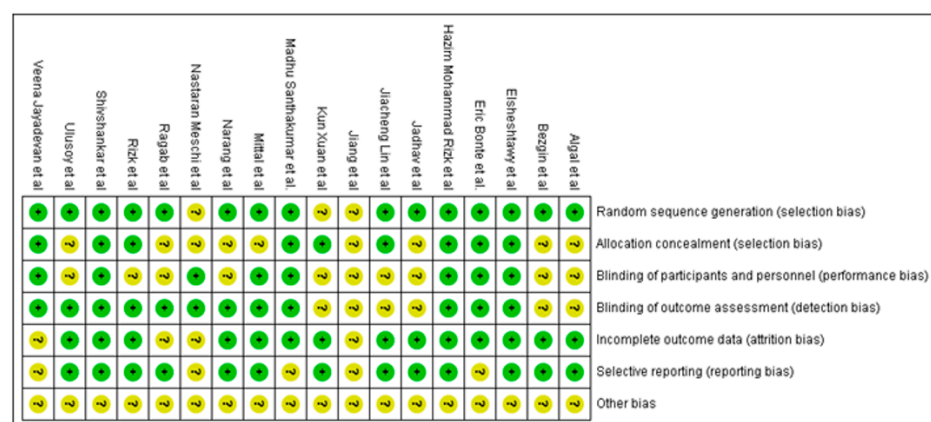 Veena Jayadevan et al
Ulusoy et al
Shivshankar et al
Rizk et al
Ragab et al
Nastaran Meschi et al
Narang et al
Mittal et al
Madhu Santhakumar et al.
Kun Xuan et al
Jiang et al
Jiacheng Lin et al
Jadhav et al
Hazim Mohammad Rizk et al
Eric Bonte et al.
Elsheshtawy et al
Bezgin et al
Algal et al
+ + + + + ? + + + ? ? + + + + + + + Random sequence generation (selection bias)
+ ? + + ? ? ? ? + + ? + ? + + + ? ? Allocation concealment (selection bias)
+ ? + ? ? + ? + + ? ? ? ? + + + ? ? Blinding of participants and personnel (performance bias)
+ + + + + + + + + ? ? ? ? + + + ? ? Blinding of outcome assessment (detection bias)
? + + + ? ? + + + + ? + + + + + + + Incomplete outcome data (attrition bias)
? + + + + ? + + ? + ? + + + ? + + + Selective reporting (reporting bias)
? ? ? ? ? ? ? ? ? ? ? ? ? ? ? ? ? ? Other bias